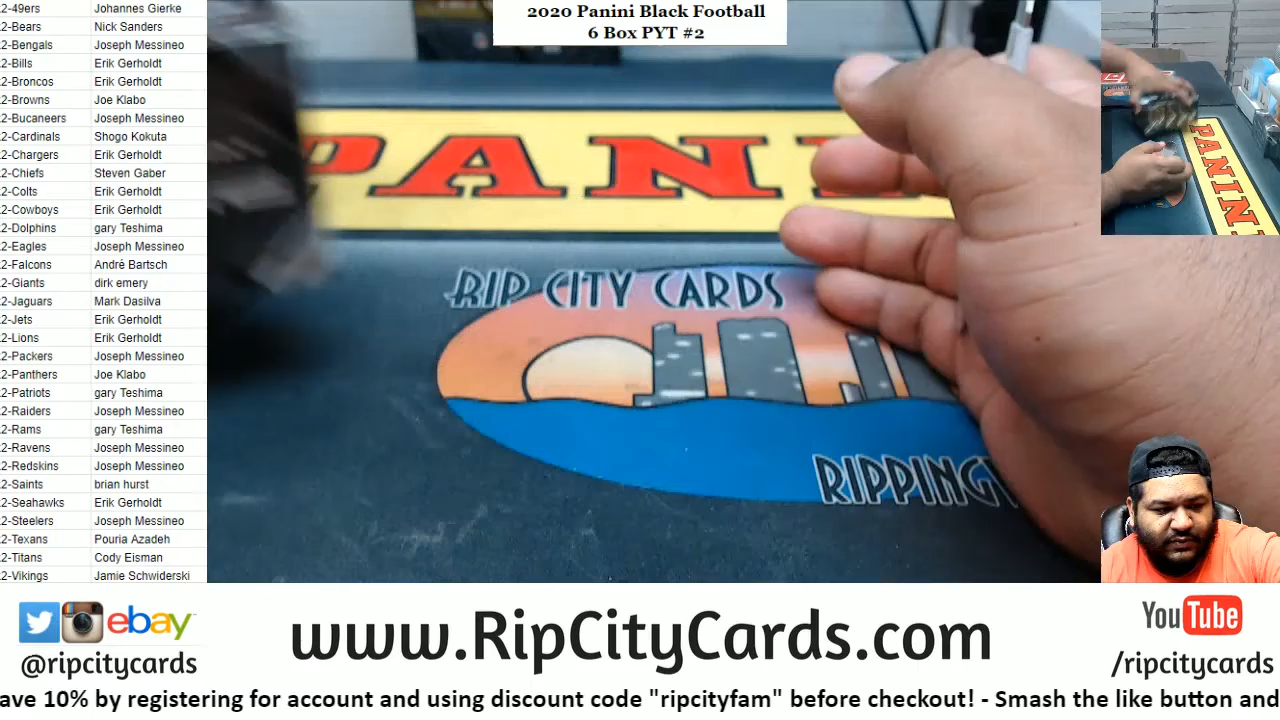 2-49ers Johannes Gierke
2-Bears Nick Sanders
2-Bengals Joseph Messineo
2-Bills Erik Gerholdt
2-Broncos Erik Gerholdt
2-Browns Joe Klabo
2-Bucaneers Joseph Messineo
2-Cardinals Shogo Kokuta
2-Chargers Erik Gerholdt
2-Chiefs Steven Gaber
2-Colts Erik Gerholdt
2-Cowboys Erik Gerholdt
2-Dolphins gary Teshima
2-Eagles Joseph Messineo
2-Falcons André Bartsch
2-Giants dirk emery
2-Jaguars Mark Dasilva
2-Jets Erik Gerholdt
2-Lions Erik Gerholdt
2-Packers Joseph Messineo
2-Panthers Joe Klabo
2-Patriots gary Teshima
2-Raiders Joseph Messineo
2-Rams gary Teshima
2-Ravens Joseph Messineo
2-Redskins Joseph Messineo
2-Saints brian hurst
2-Seahawks Erik Gerholdt
2-Steelers Joseph Messineo
2-Texans Pouria Azadeh
2-Titans Cody Eisman
2-Vikings Jamie Schwiderski
2020 Panini Black Football
6 Box PYT #2
PANINI
RIP CITY CARDS
RIPPING
PANINI
ebay
@ripcitycards
www.RipCityCards.com
YouTube
/ripcitycards
ave 10% by registering for account and using discount code "ripcityfam" before checkout! - Smash the like button and